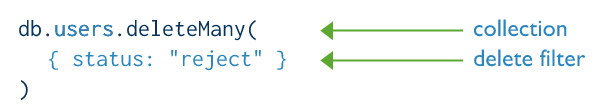 db.users.deleteMany( collection
{ status: "reject" } delete filter
)